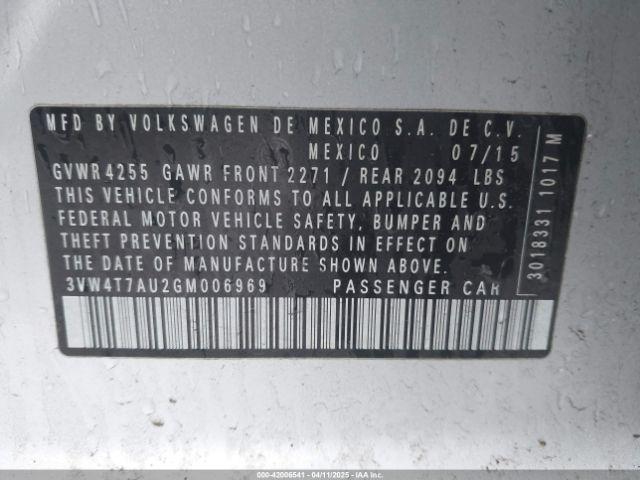 MFD BY VOLKSWAGEN DE MEXICO S.A. DE C.V.
MEXICO 07/15
GVWR 4255 GAWR FRONT 2271 / REAR 2094 LBS
THIS VEHICLE CONFORMS TO ALL APPLICABLE U.S.
FEDERAL MOTOR VEHICLE SAFETY, BUMPER AND
THEFT PREVENTION STANDARDS IN EFFECT ON
THE DATE OF MANUFACTURE SHOWN ABOVE.
3VW4T7AU2GM006969 PASSENGER CAR
3018331 1017 M
000-42006541 - 04/11/2025 - IAAI.COM